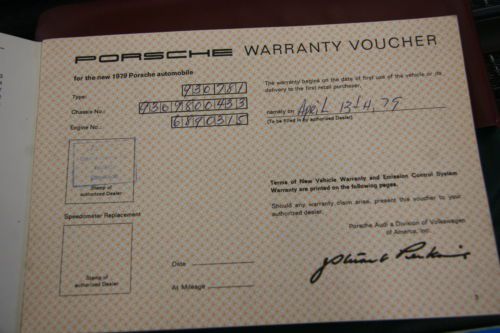 PORSCHE WARRANTY VOUCHER
for the new 1979 Porsche automobile
Type: 930781
Chassis No.: 9309800433
Engine No.: 6890315
The warranty begins on the date of first use of the vehicle or its
delivery to the first retail purchaser,
namely on April 13th, 79
(To be filled in by authorized Dealer)
Stamp of
authorized Dealer
Terms of New Vehicle Warranty and Emission Control System
Warranty are printed on the following pages.
Should any warranty claim arise, present this voucher to your
authorized dealer.
Speedometer Replacement
Porsche Audi a Division of Volkswagen
of America, Inc.
Stamp of
authorized Dealer
Date
At Mileage